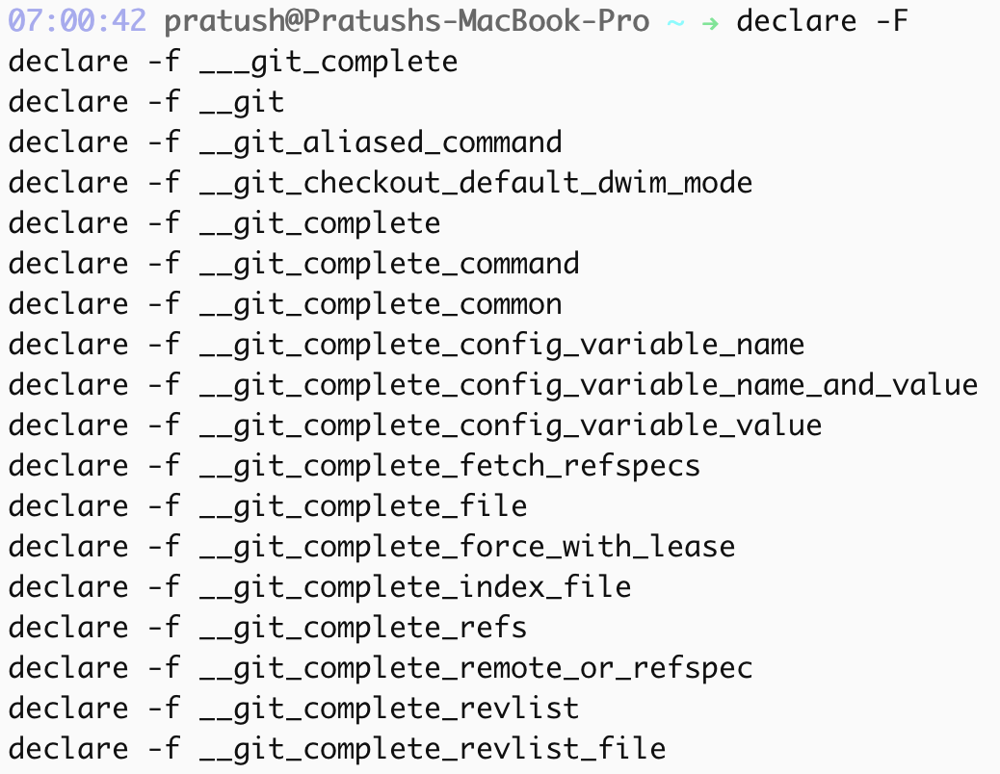 07:00:42 pratush@Pratushs-MacBook-Pro ~ → declare -F
declare -f ___git_complete
declare -f __git
declare -f __git_aliased_command
declare -f __git_checkout_default_dwim_mode
declare -f __git_complete
declare -f __git_complete_command
declare -f __git_complete_common
declare -f __git_complete_config_variable_name
declare -f __git_complete_config_variable_name_and_value
declare -f __git_complete_config_variable_value
declare -f __git_complete_fetch_refspecs
declare -f __git_complete_file
declare -f __git_complete_force_with_lease
declare -f __git_complete_index_file
declare -f __git_complete_refs
declare -f __git_complete_remote_or_refspec
declare -f __git_complete_revlist
declare -f __git_complete_revlist_file